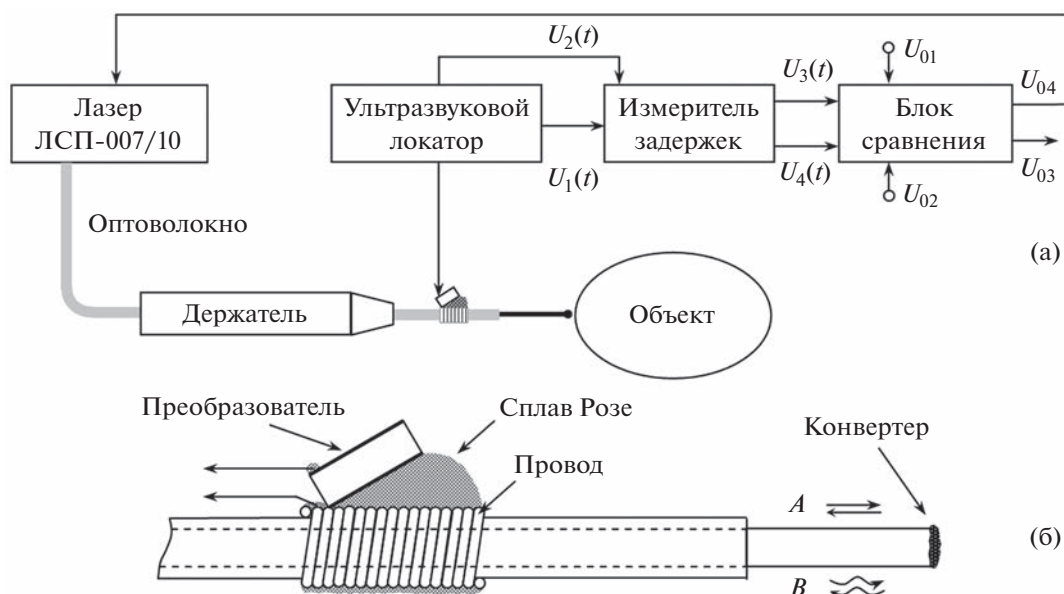 U₂(t)
U₀₁
Лазер
ЛСП-007/10
Ультразвуковой
локатор
Измеритель
задержек
U₃(t)
Блок
сравнения
U₀₄
U₁(t)
U₄(t)
U₀₃
U₀₂
Оптоволокно
(а)
Держатель
Объект
Преобразователь
Сплав Розе
Конвертер
Провод
A
(б)
B